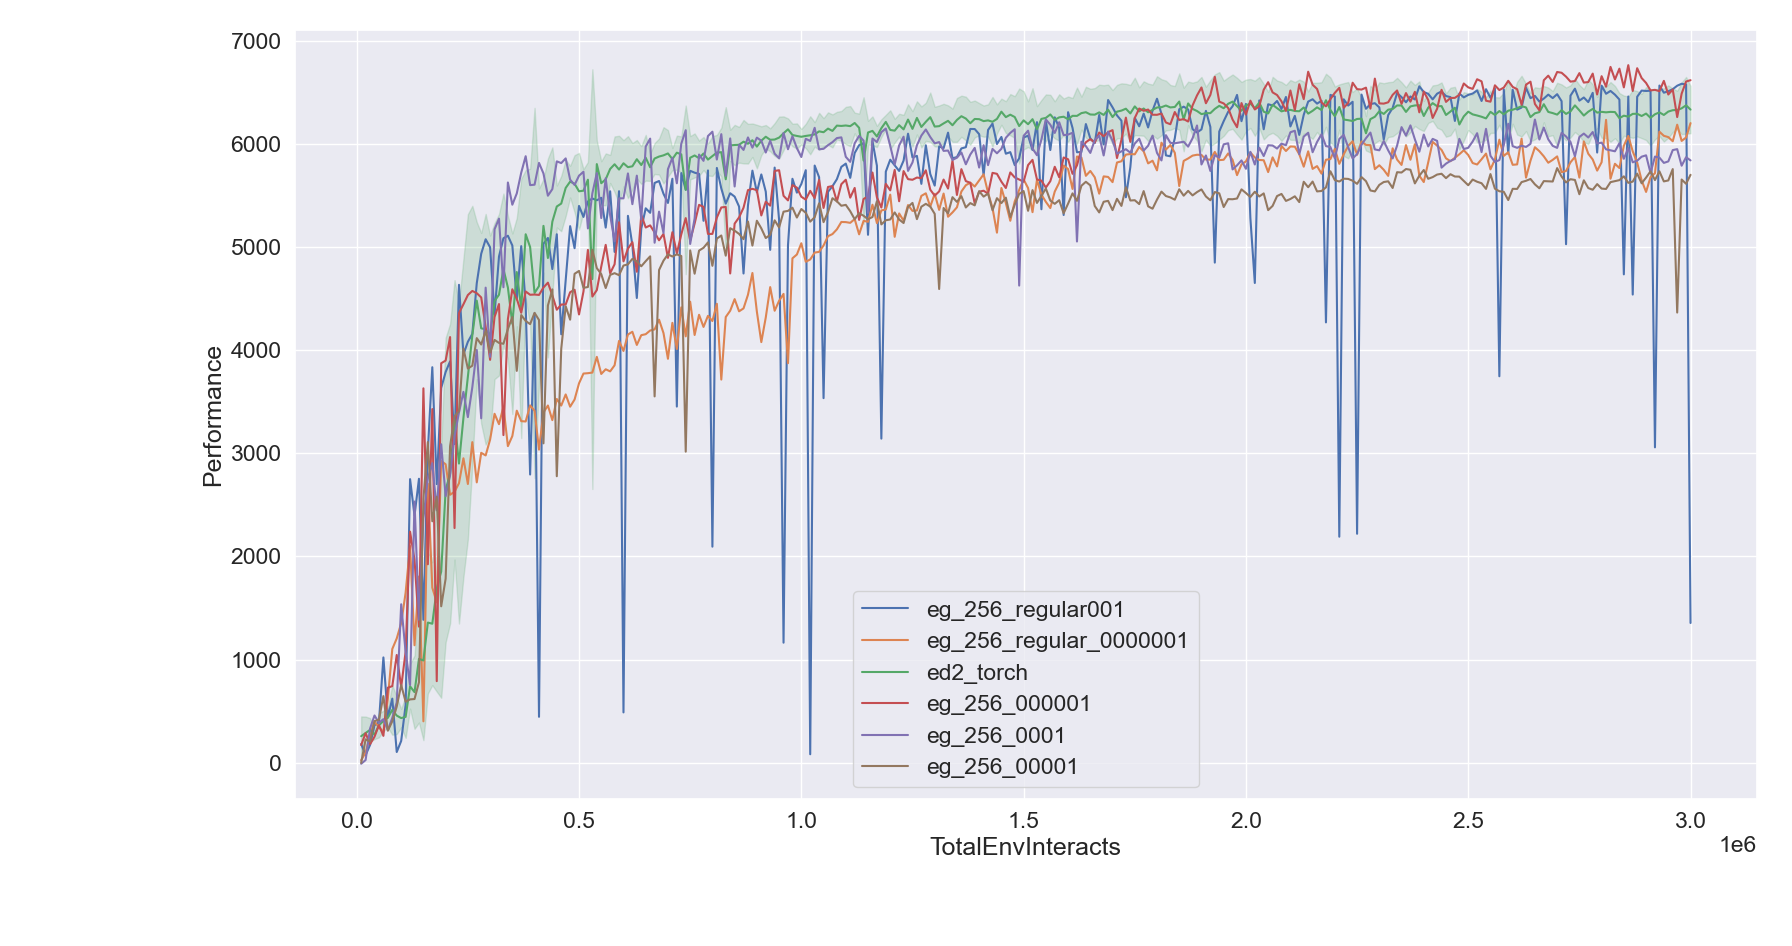 7000
6000
5000
4000
3000
2000
1000
0
Performance
eg_256_regular001
eg_256_regular_0000001
ed2_torch
eg_256_000001
eg_256_0001
eg_256_00001
0.0 0.5 1.0 1.5 2.0 2.5 3.0
TotalEnvInteracts
1e6